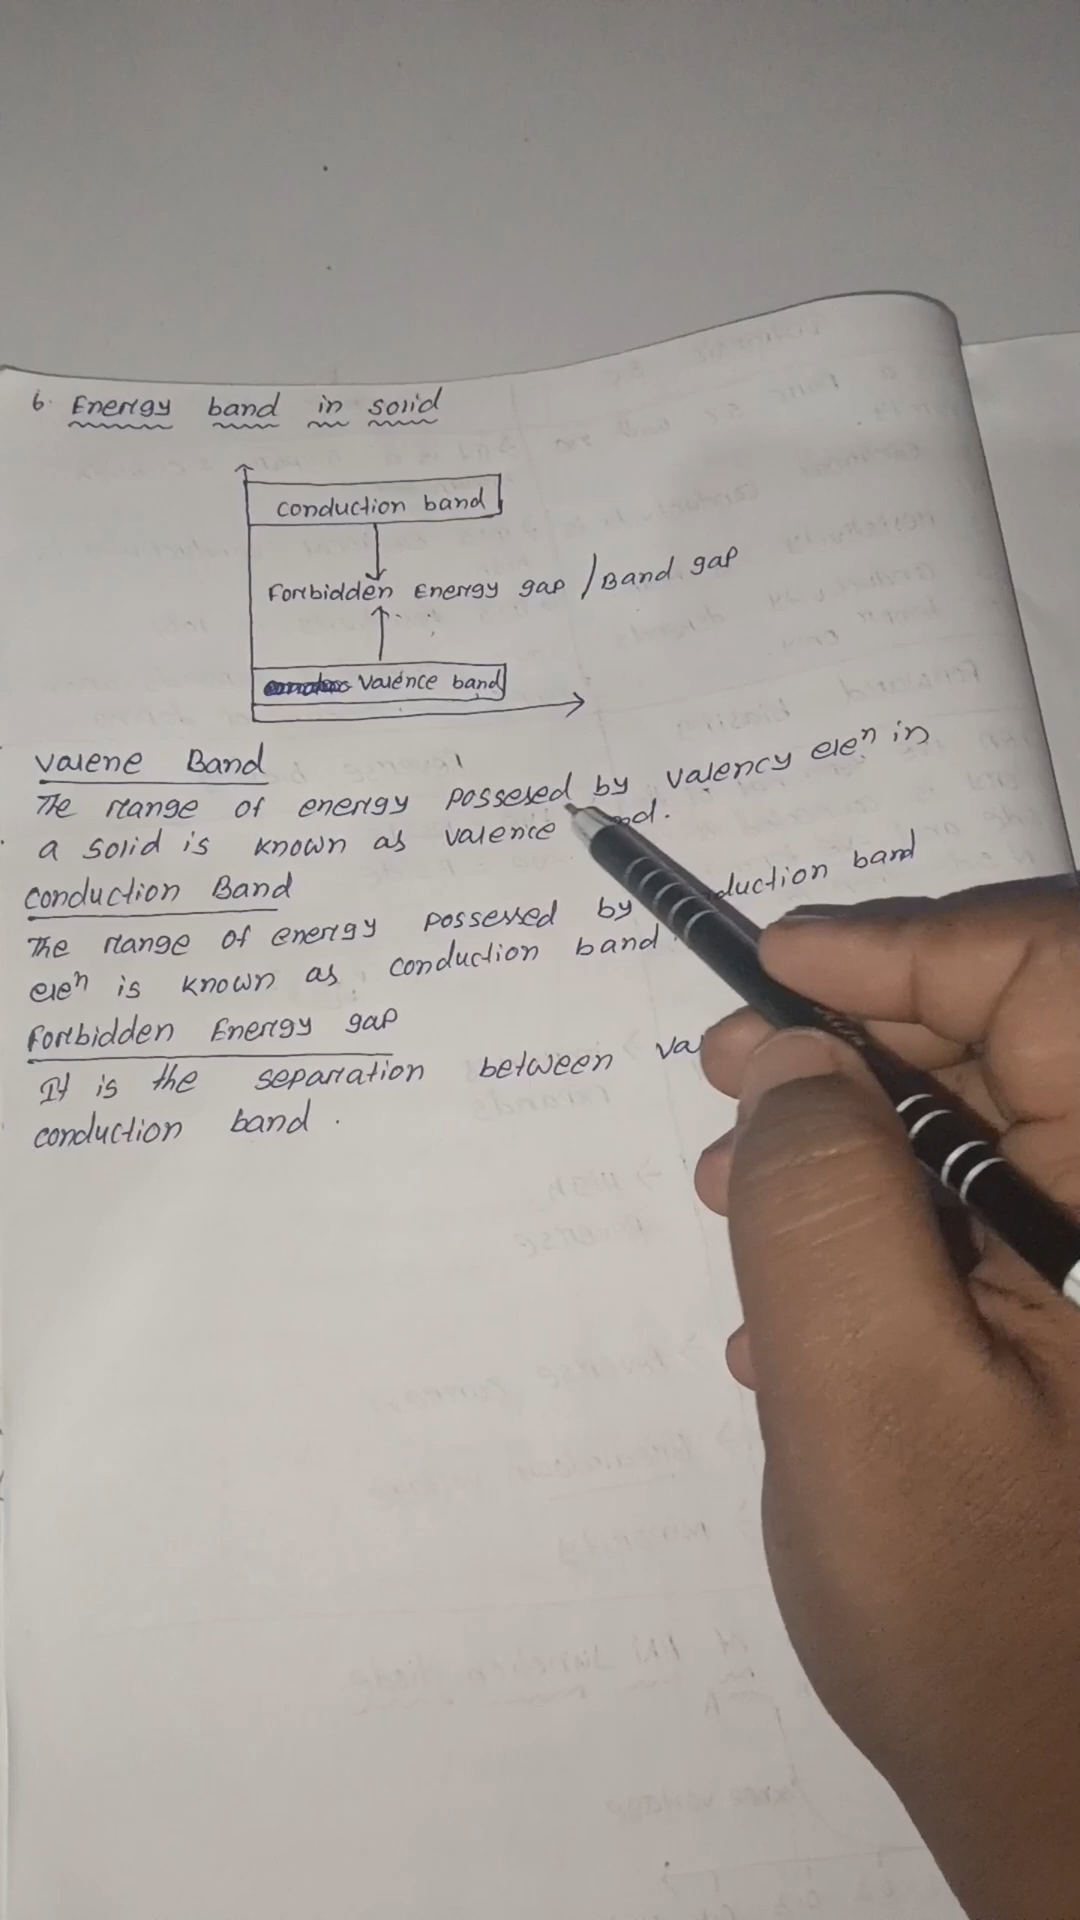 6. Energy band in solid
conduction band
Forbidden Energy gap / Band gap
Valence band
Valene Band
The range of energy possesed by valency eleⁿ in
a solid is known as valence
conduction Band
The range of energy possessed by duction band
eleⁿ is known as conduction band
Forbidden Energy gap
It is the separation between
conduction band.